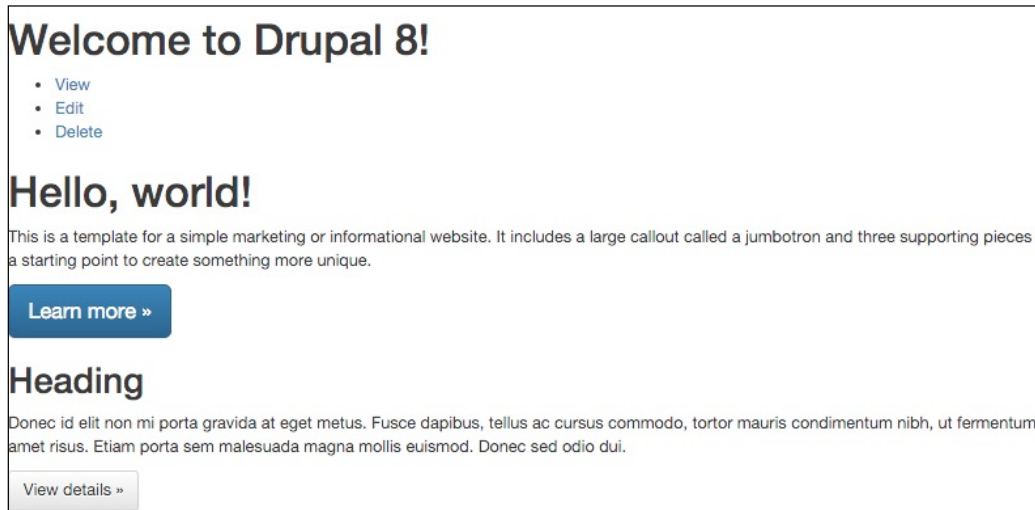 Welcome to Drupal 8!
View
Edit
Delete
Hello, world!
This is a template for a simple marketing or informational website. It includes a large callout called a jumbotron and three supporting pieces
a starting point to create something more unique.
Learn more »
Heading
Donec id elit non mi porta gravida at eget metus. Fusce dapibus, tellus ac cursus commodo, tortor mauris condimentum nibh, ut fermentum
amet risus. Etiam porta sem malesuada magna mollis euismod. Donec sed odio dui.
View details »